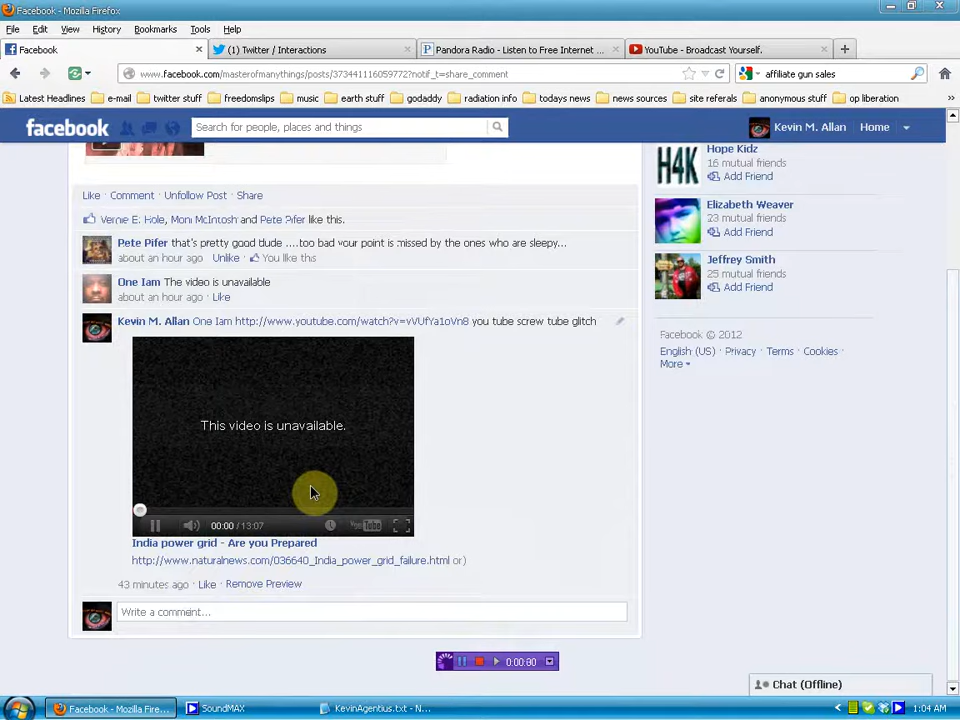 Facebook - Mozilla Firefox
File Edit View History Bookmarks Tools Help
Facebook × (1) Twitter / Interactions × Pandora Radio - Listen to Free Internet ... × YouTube - Broadcast Yourself. × +
www.facebook.com/masterofmanythings/posts/373441116059772?notif_t=share_comment
affiliate gun sales
Latest Headlines e-mail twitter stuff freedomslips music earth stuff godaddy radiation info todays news news sources site referals anonymous stuff op liberation »
facebook Search for people, places and things Kevin M. Allan Home
H4K Hope Kidz
16 mutual friends
Add Friend
Like · Comment · Unfollow Post · Share
Elizabeth Weaver
23 mutual friends
Add Friend
Vernie E. Hole, Moni McIntosh and Pete Pifer like this.
Pete Pifer that's pretty good dude ....too bad your point is missed by the ones who are sleepy...
about an hour ago · Unlike · You like this
Jeffrey Smith
25 mutual friends
Add Friend
One Iam The video is unavailable
about an hour ago · Like
Kevin M. Allan One Iam http://www.youtube.com/watch?v=vVUfYa1oVn8 you tube screw tube glitch
Facebook © 2012
English (US) · Privacy · Terms · Cookies ·
More
This video is unavailable.
00:00 / 13:07 YouTube
India power grid - Are you Prepared
http://www.naturalnews.com/036640_India_power_grid_failure.html or)
43 minutes ago · Like · Remove Preview
Write a comment...
0:00:00
Chat (Offline)
Facebook - Mozilla Fire... SoundMAX KevinAgentius.txt - N... 1:04 AM